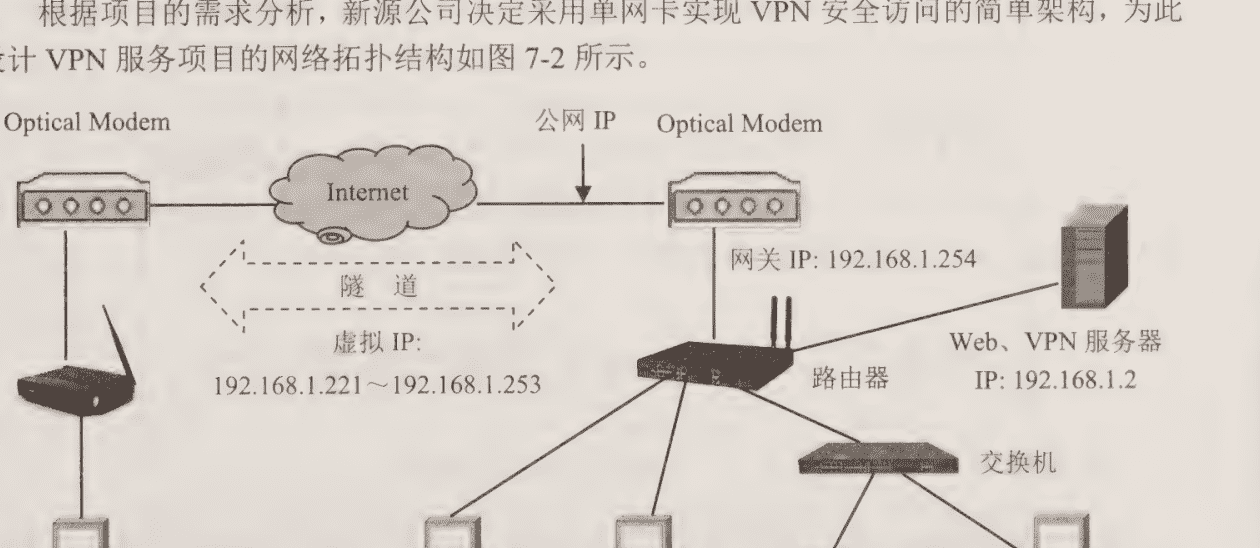 根据项目的需求分析，新源公司决定采用单网卡实现 VPN 安全访问的简单架构，为此
计 VPN 服务项目的网络拓扑结构如图 7-2 所示。
Optical Modem
公网 IP
Optical Modem
Internet
网关 IP: 192.168.1.254
隧 道
虚拟 IP:
192.168.1.221～192.168.1.253
Web、VPN 服务器
IP: 192.168.1.2
路由器
交换机